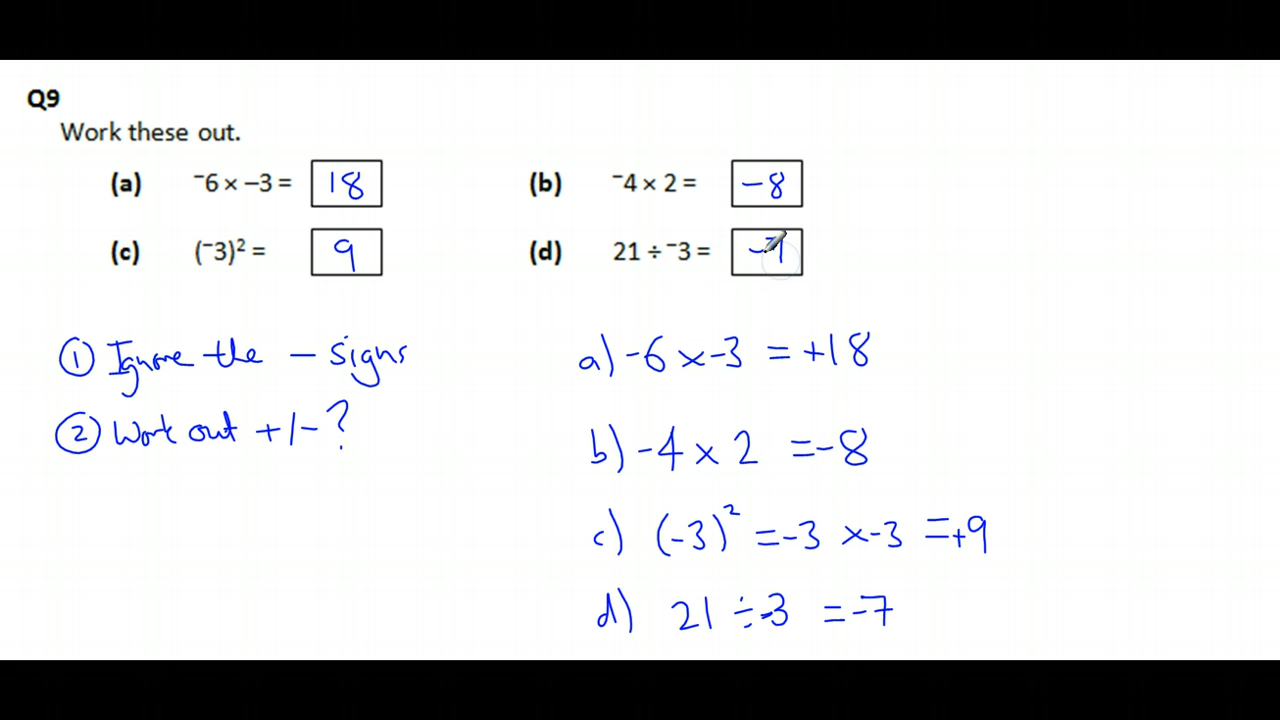 Q9
Work these out.
(a) ⁻6 × −3 = 18 (b) ⁻4 × 2 = −8
(c) (⁻3)² = 9 (d) 21 ÷ ⁻3 = −7
① Ignore the − signs
② Work out +/− ?
a) −6 × −3 = +18
b) −4 × 2 = −8
c) (−3)² = −3 × −3 = +9
d) 21 ÷ −3 = −7